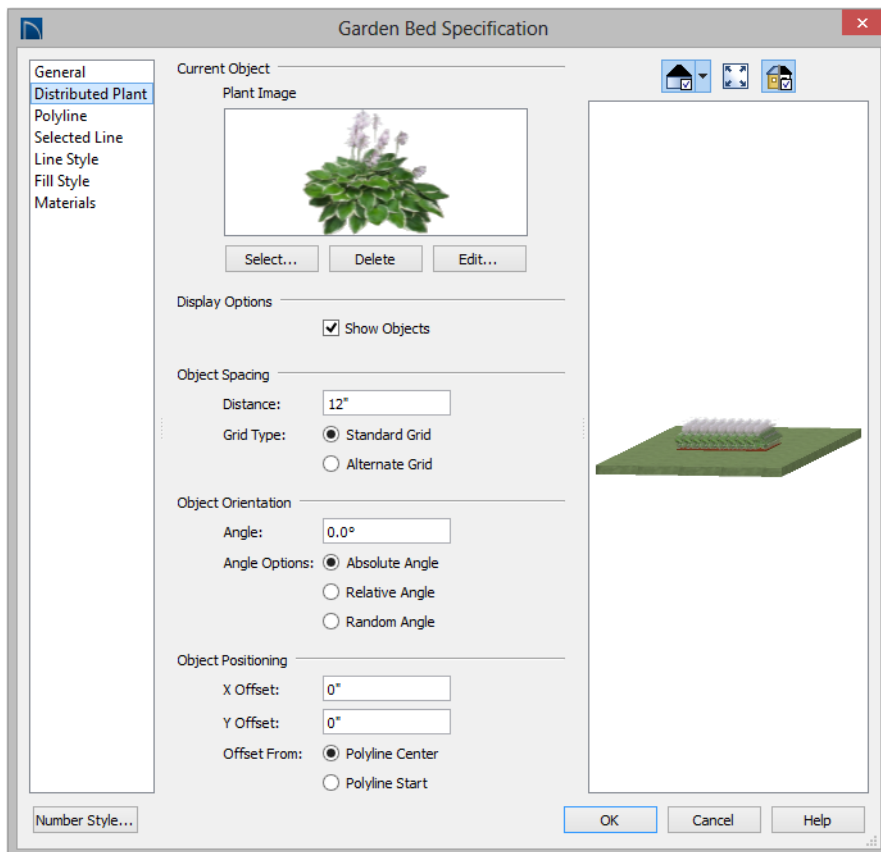 Garden Bed Specification
General
Distributed Plant
Polyline
Selected Line
Line Style
Fill Style
Materials
Current Object
Plant Image
Select...
Delete
Edit...
Display Options
Show Objects
Object Spacing
Distance: 12"
Grid Type: Standard Grid
Alternate Grid
Object Orientation
Angle: 0.0°
Angle Options: Absolute Angle
Relative Angle
Random Angle
Object Positioning
X Offset: 0"
Y Offset: 0"
Offset From: Polyline Center
Polyline Start
Number Style...
OK
Cancel
Help